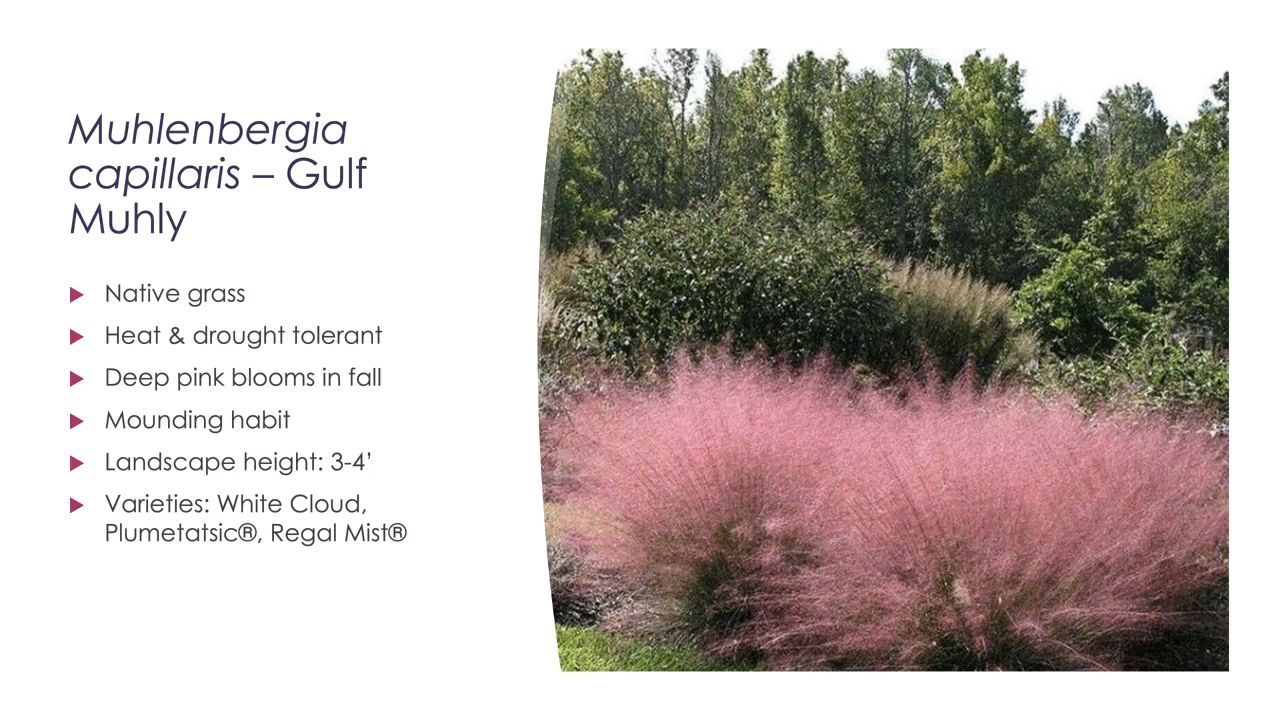 Muhlenbergia
capillaris – Gulf
Muhly
Native grass
Heat & drought tolerant
Deep pink blooms in fall
Mounding habit
Landscape height: 3-4’
Varieties: White Cloud,
Plumetatsic®, Regal Mist®